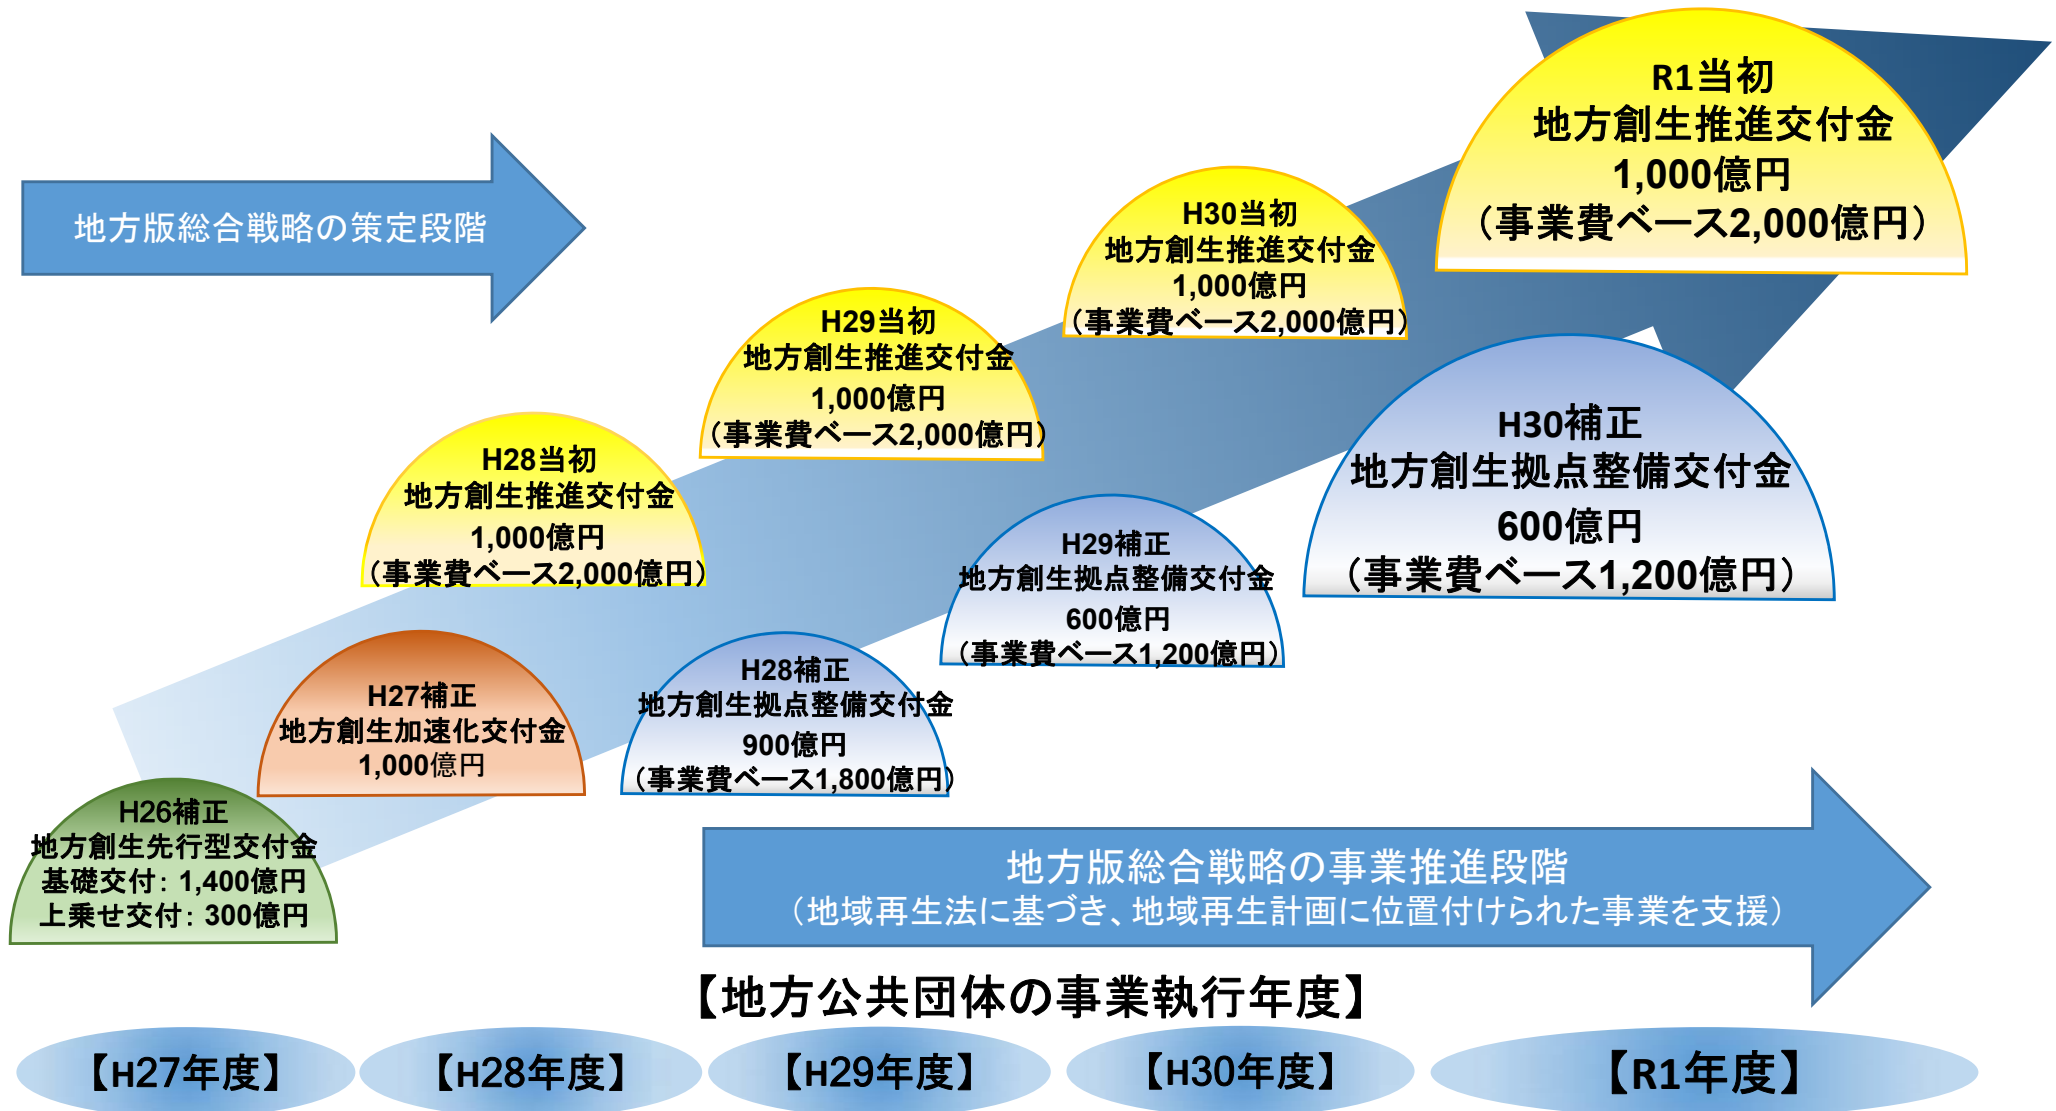 地方版総合戦略の策定段階
R1当初
地方創生推進交付金
1,000億円
（事業費ベース2,000億円）
H30当初
地方創生推進交付金
1,000億円
（事業費ベース2,000億円）
H29当初
地方創生推進交付金
1,000億円
（事業費ベース2,000億円）
H28当初
地方創生推進交付金
1,000億円
（事業費ベース2,000億円）
H30補正
地方創生拠点整備交付金
600億円
（事業費ベース1,200億円）
H29補正
地方創生拠点整備交付金
600億円
（事業費ベース1,200億円）
H28補正
地方創生拠点整備交付金
900億円
（事業費ベース1,800億円）
H27補正
地方創生加速化交付金
1,000億円
H26補正
地方創生先行型交付金
基礎交付：1,400億円
上乗せ交付：300億円
地方版総合戦略の事業推進段階
（地域再生法に基づき、地域再生計画に位置付けられた事業を支援）
【地方公共団体の事業執行年度】
【H27年度】
【H28年度】
【H29年度】
【H30年度】
【R1年度】